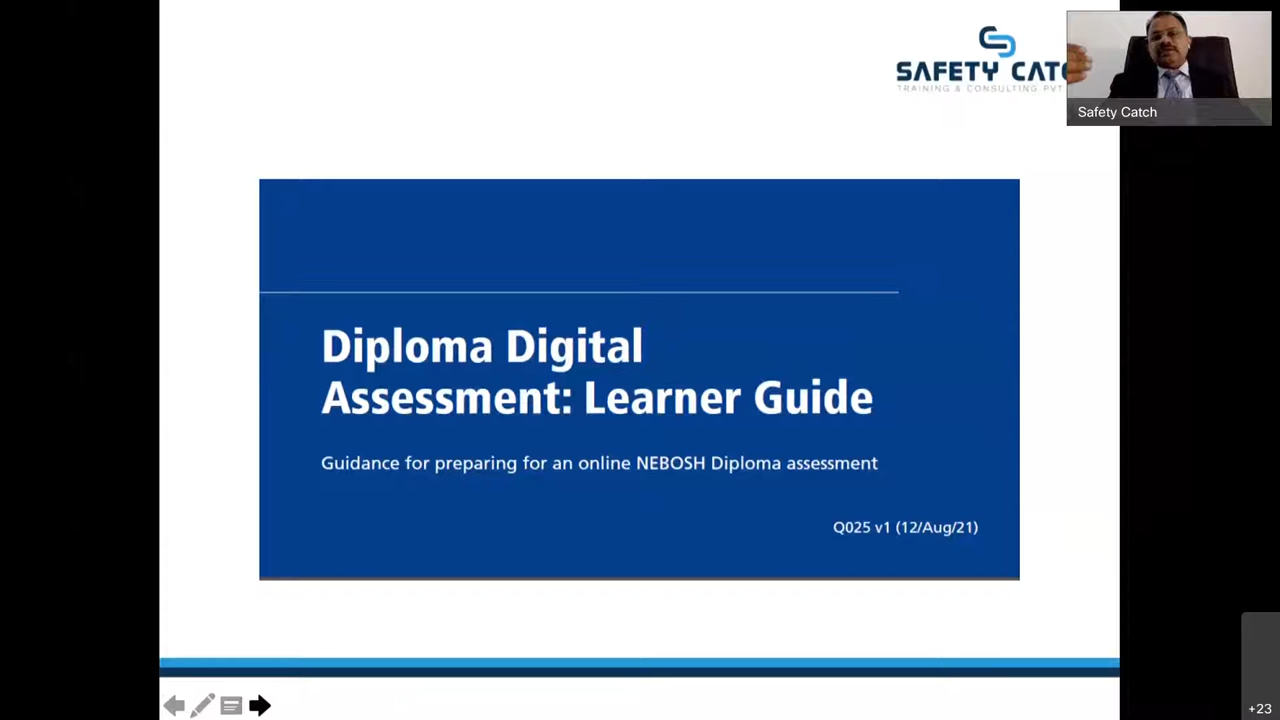 SAFETY CATC
TRAINING & CONSULTING PVT
Safety Catch
Diploma Digital
Assessment: Learner Guide
Guidance for preparing for an online NEBOSH Diploma assessment
Q025 v1 (12/Aug/21)
+23